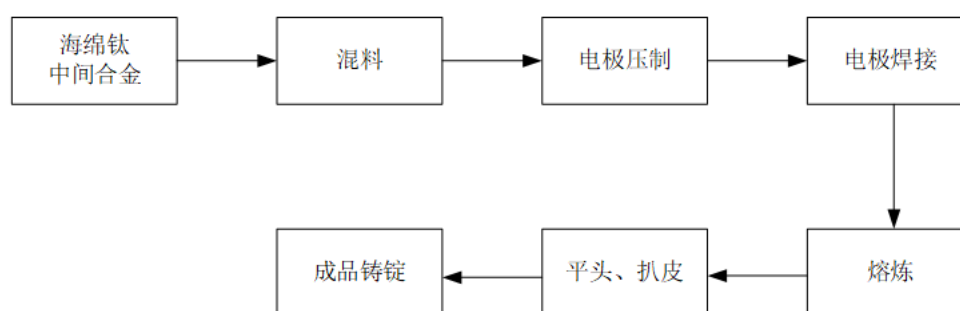 海绵钛
中间合金
混料
电极压制
电极焊接
熔炼
平头、扒皮
成品铸锭